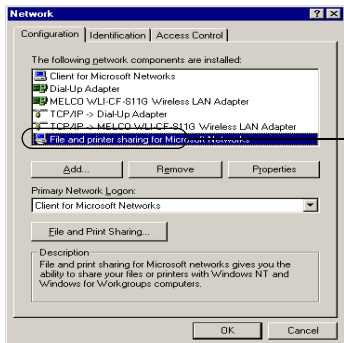 Network
Configuration Identification Access Control
The following network components are installed:
Client for Microsoft Networks
Dial-Up Adapter
MELCO WLI-CF-S11G Wireless LAN Adapter
TCP/IP -> Dial-Up Adapter
TCP/IP -> MELCO WLI-CF-S11G Wireless LAN Adapter
File and printer sharing for Microsoft Networks
Add... Remove Properties
Primary Network Logon:
Client for Microsoft Networks
File and Print Sharing...
Description
File and print sharing for Microsoft networks gives you the
ability to share your files or printers with Windows NT and
Windows for Workgroups computers.
OK Cancel